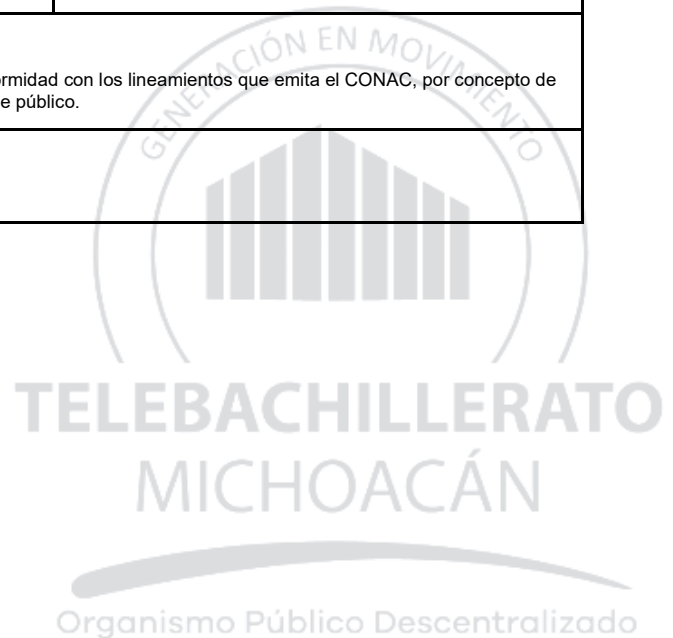 GENERACIÓN EN MOVIMIENTO
ormidad con los lineamientos que emita el CONAC, por concepto de
e público.
TELEBACHILLERATO
MICHOACÁN
Organismo Público Descentralizado